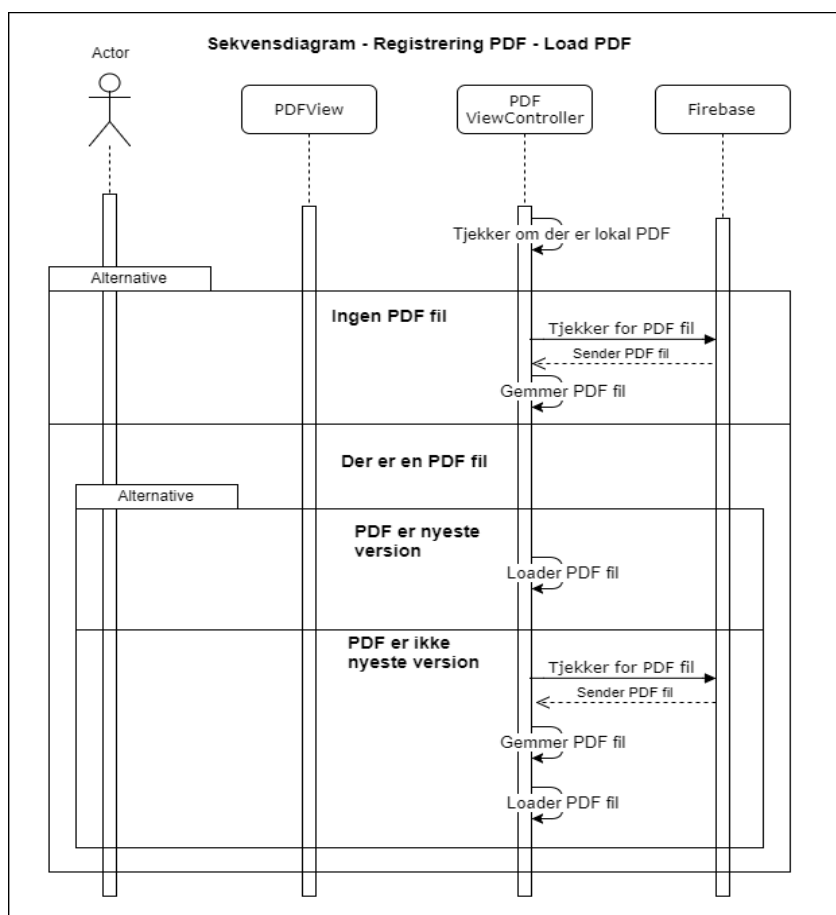 Sekvensdiagram - Registrering PDF - Load PDF
Actor
PDFView
PDF
ViewController
Firebase
Tjekker om der er lokal PDF
Alternative
Ingen PDF fil
Tjekker for PDF fil
Sender PDF fil
Gemmer PDF fil
Der er en PDF fil
Alternative
PDF er nyeste
version
Loader PDF fil
PDF er ikke
nyeste version
Tjekker for PDF fil
Sender PDF fil
Gemmer PDF fil
Loader PDF fil